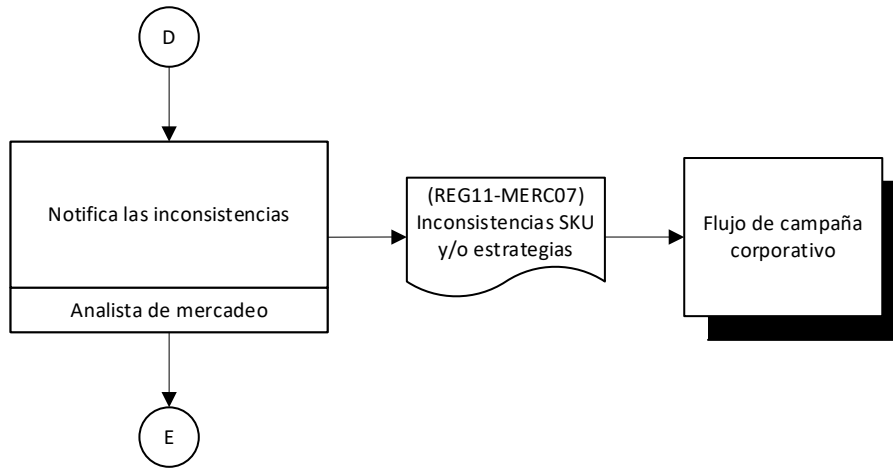 D
Notifica las inconsistencias
Analista de mercadeo
(REG11-MERC07)
Inconsistencias SKU
y/o estrategias
Flujo de campaña
corporativo
E